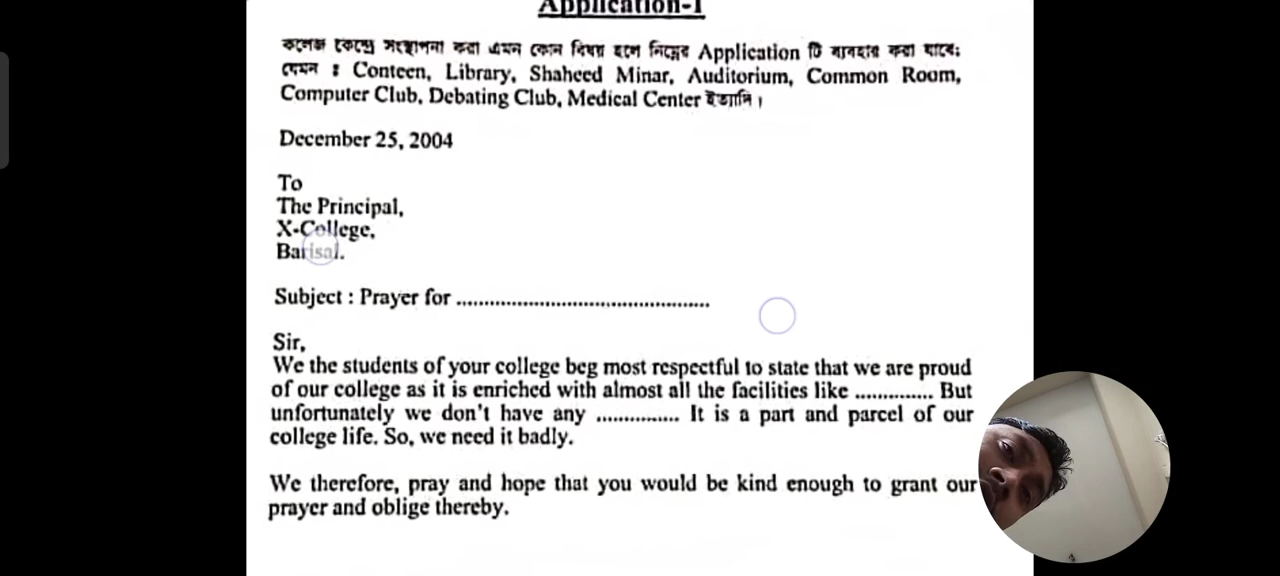 Application-1
কলেজ কেন্দ্রে সংস্থাপনা করা এমন কোন বিষয় হলে নিম্নের Application টি ব্যবহার করা যাবে;
যেমন : Conteen, Library, Shaheed Minar, Auditorium, Common Room,
Computer Club, Debating Club, Medical Center ইত্যাদি।
December 25, 2004
To
The Principal,
X-College,
Barisal.
Subject : Prayer for ..............................................
Sir,
We the students of your college beg most respectful to state that we are proud
of our college as it is enriched with almost all the facilities like .............. But
unfortunately we don't have any ............... It is a part and parcel of our
college life. So, we need it badly.
We therefore, pray and hope that you would be kind enough to grant our
prayer and oblige thereby.